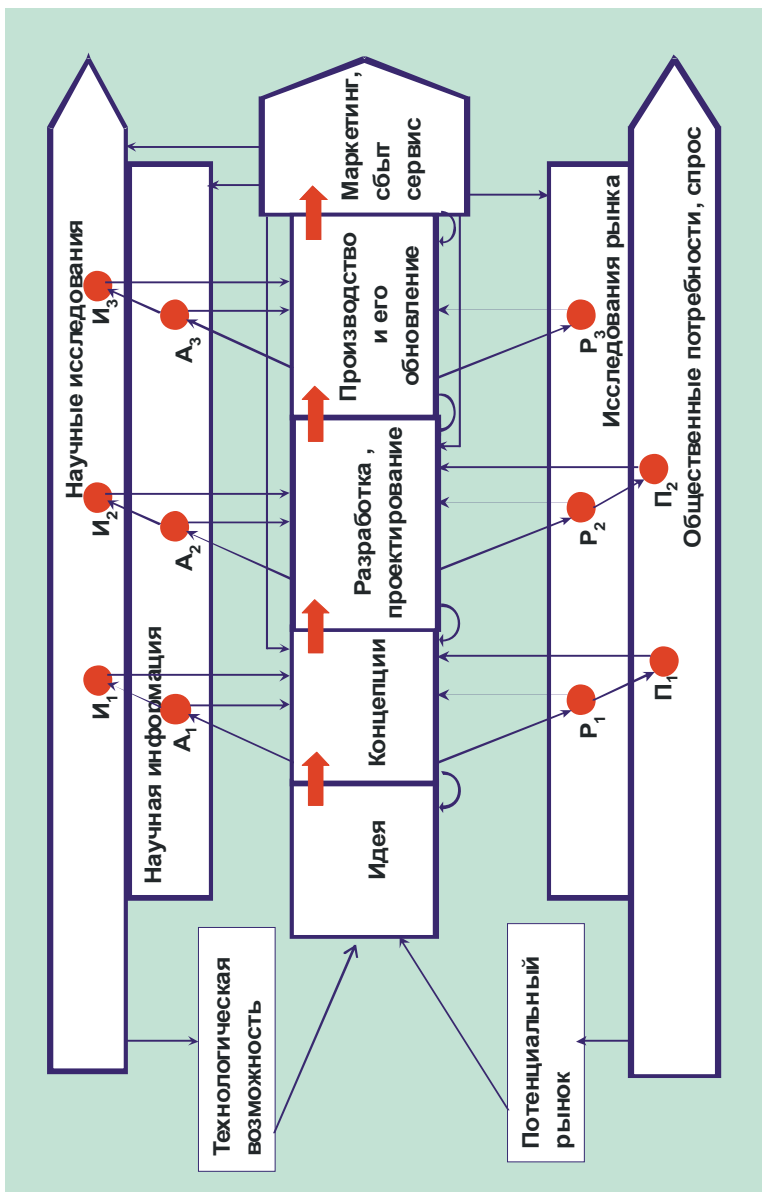 Научные исследования
И₁
И₂
И₃
Научная информация
А₁
А₂
А₃
Технологическая
возможность
Идея
Концепции
Разработка ,
проектирование
Производство
и его
обновление
Маркетинг,
сбыт
сервис
Потенциальный
рынок
Р₁
Р₂
Р₃
Исследования рынка
П₁
П₂
Общественные потребности, спрос